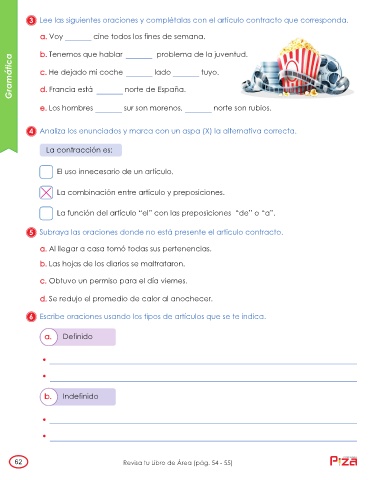 Gramática
3 Lee las siguientes oraciones y complétalas con el artículo contracto que corresponda.
a. Voy _______ cine todos los fines de semana.
b. Tenemos que hablar _______ problema de la juventud.
c. He dejado mi coche _______ lado _______ tuyo.
d. Francia está _______ norte de España.
e. Los hombres _______ sur son morenos, _______ norte son rubios.
4 Analiza los enunciados y marca con un aspa (X) la alternativa correcta.
La contracción es:
El uso innecesario de un artículo.
La combinación entre artículo y preposiciones.
La función del artículo “el” con las preposiciones “de” o “a”.
5 Subraya las oraciones donde no está presente el artículo contracto.
a. Al llegar a casa tomó todas sus pertenencias.
b. Las hojas de los diarios se maltrataron.
c. Obtuvo un permiso para el día viernes.
d. Se redujo el promedio de calor al anochecer.
6 Escribe oraciones usando los tipos de artículos que se te indica.
a. Definido
b. Indefinido
62
Revisa tu Libro de Área (pág. 54 - 55)